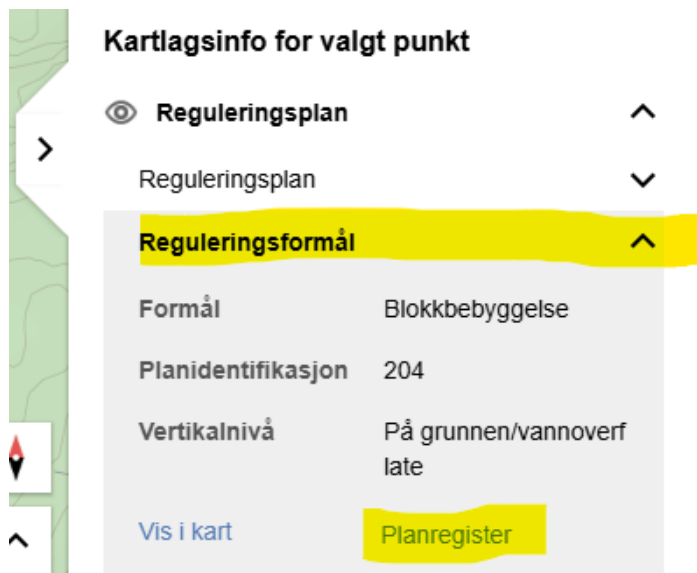 Kartlagsinfo for valgt punkt
Reguleringsplan
Reguleringsplan
Reguleringsformål
Formål Blokkbebyggelse
Planidentifikasjon 204
Vertikalnivå På grunnen/vannoverf
late
Vis i kart Planregister